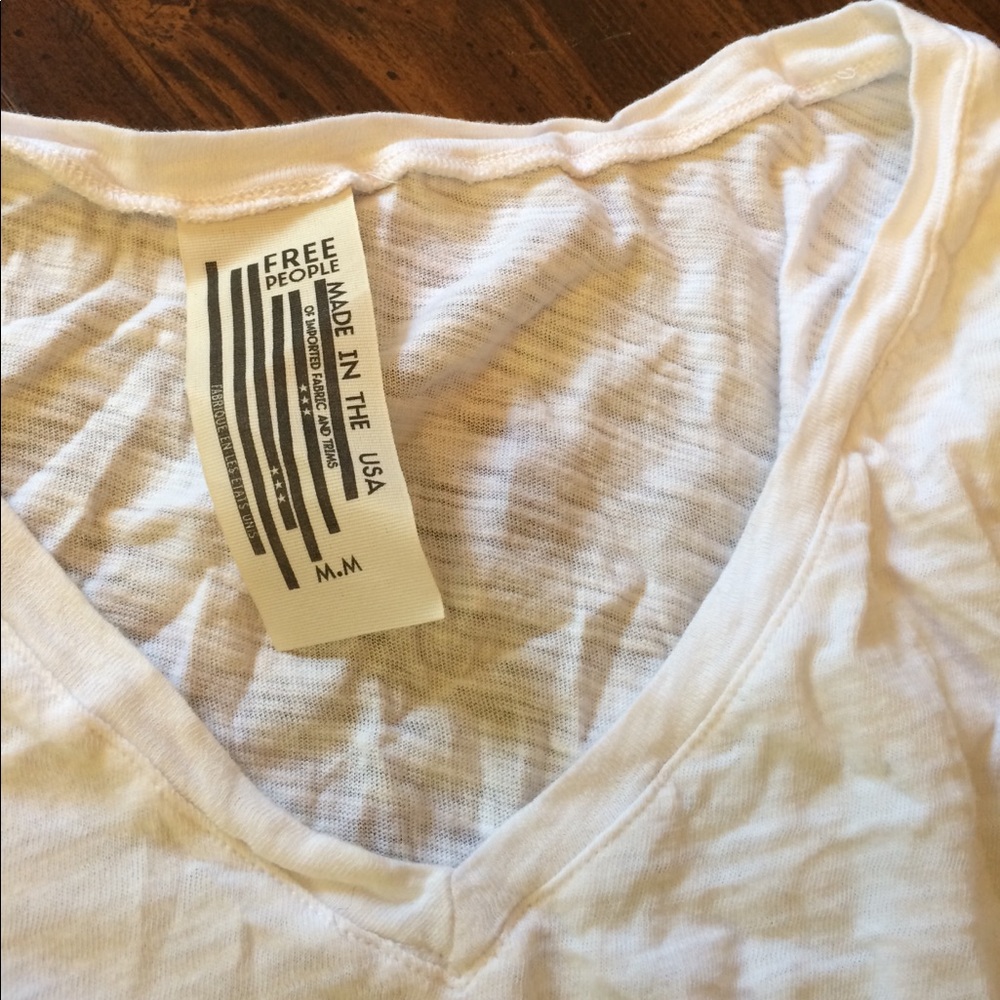 FREE
PEOPLE
MADE IN THE USA
OF IMPORTED FABRIC AND TRIMS
FABRIQUE EN LES ETATS UNIS
M.M